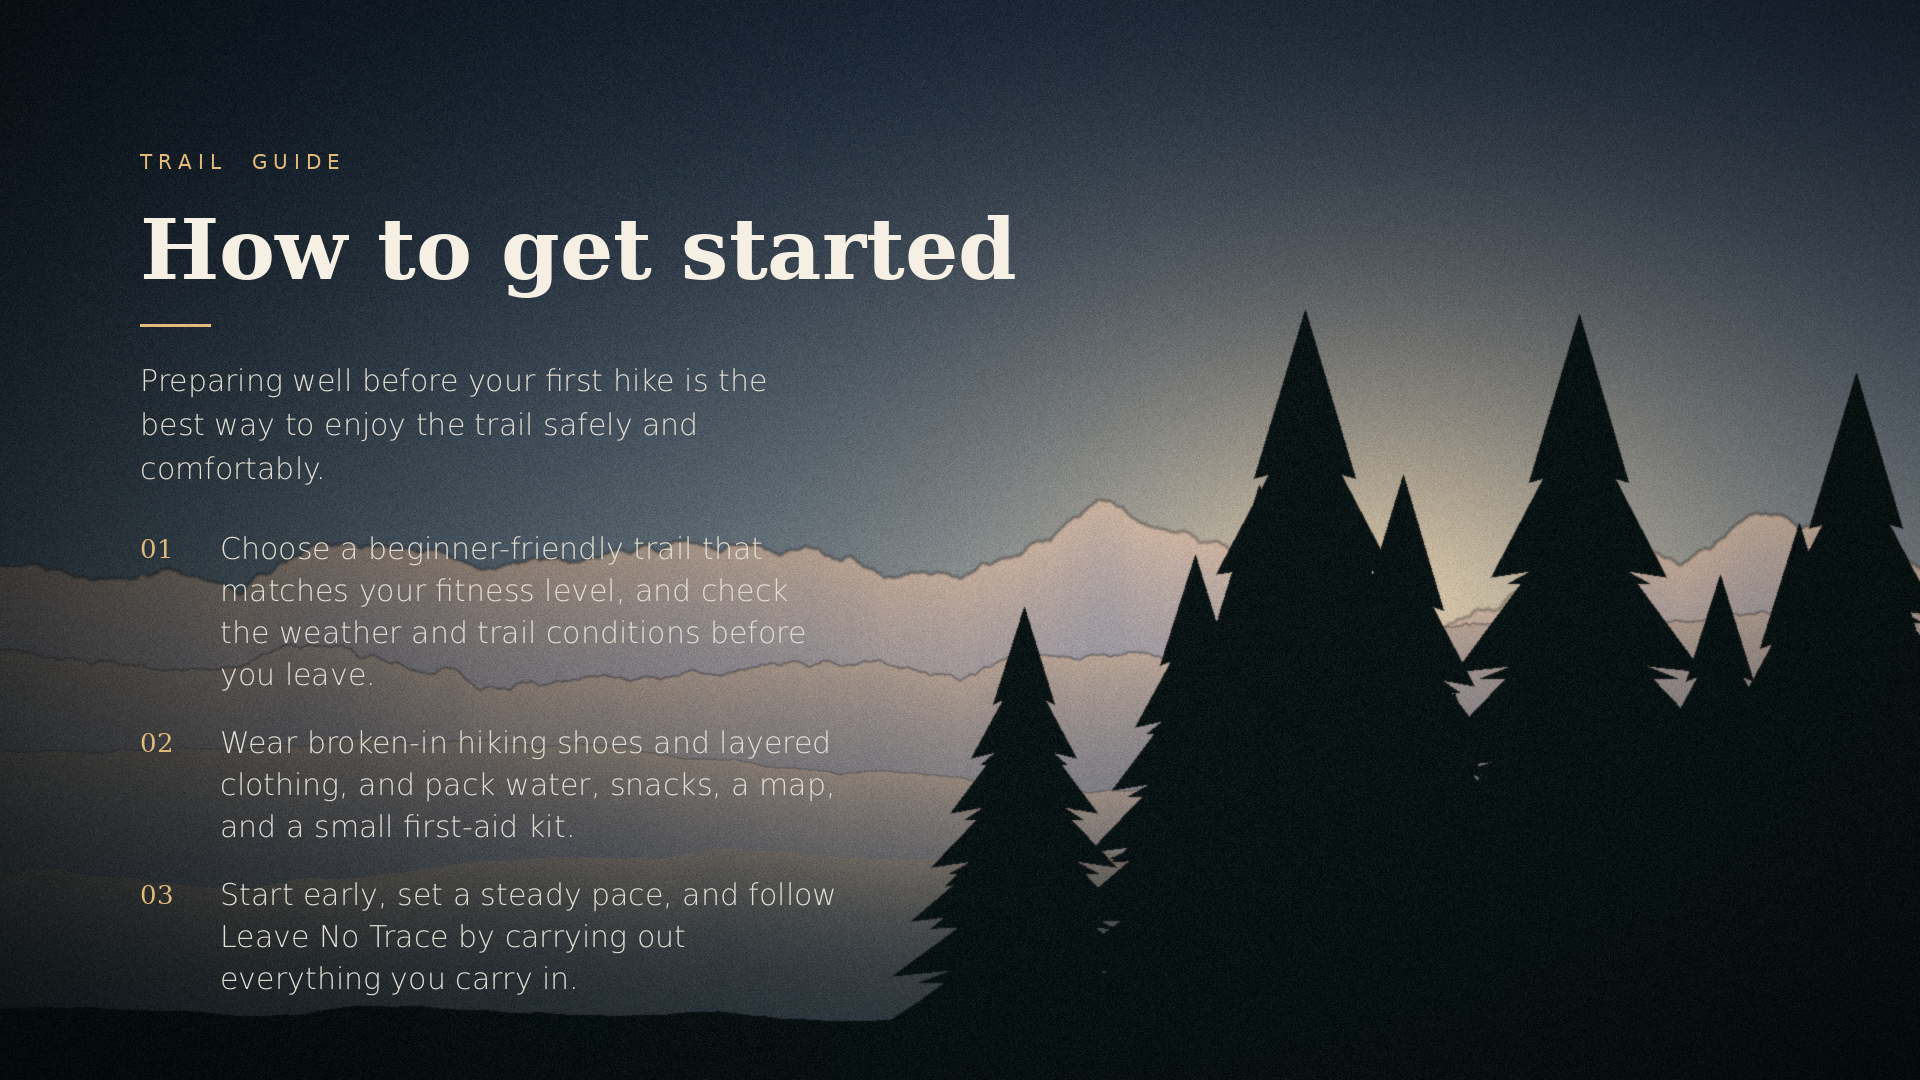 TRAIL GUIDE
How to get started
Preparing well before your first hike is the
best way to enjoy the trail safely and
comfortably.
01 Choose a beginner-friendly trail that
matches your fitness level, and check
the weather and trail conditions before
you leave.
02 Wear broken-in hiking shoes and layered
clothing, and pack water, snacks, a map,
and a small first-aid kit.
03 Start early, set a steady pace, and follow
Leave No Trace by carrying out
everything you carry in.